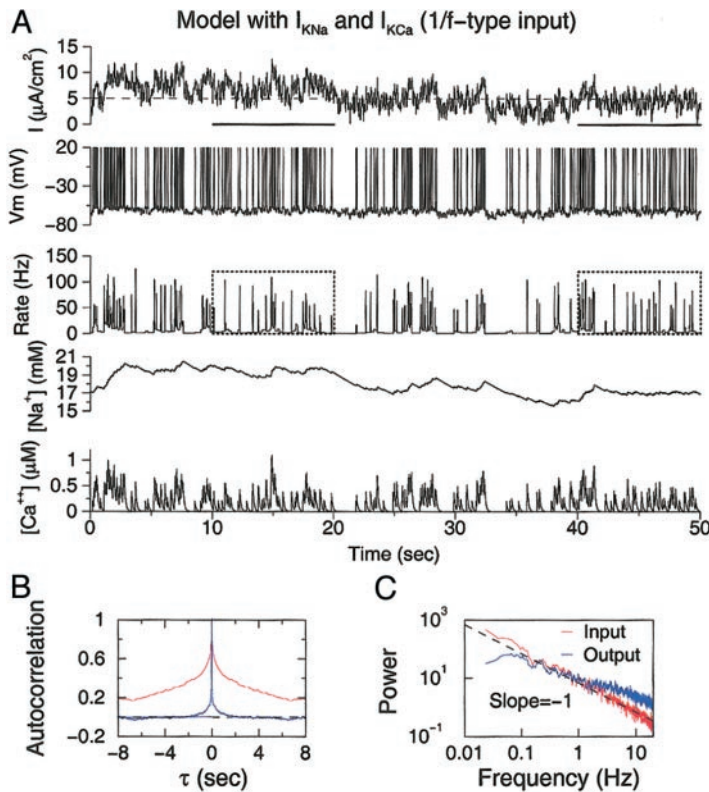 A Model with I_KNa and I_KCa (1/f-type input)
I (μA/cm²)
15
10
5
0
Vm (mV)
20
−30
−80
Rate (Hz)
150
100
50
0
[Na⁺] (mM)
21
19
17
15
[Ca⁺⁺] (μM)
1
0.5
0
0 10 20 30 40 50
Time (sec)
B
Autocorrelation
1
0.6
0.2
−0.2
−8 −4 0 4 8
τ (sec)
C
Power
10³
10¹
10⁻¹
Input
Output
Slope=−1
0.01 0.1 1 10
Frequency (Hz)